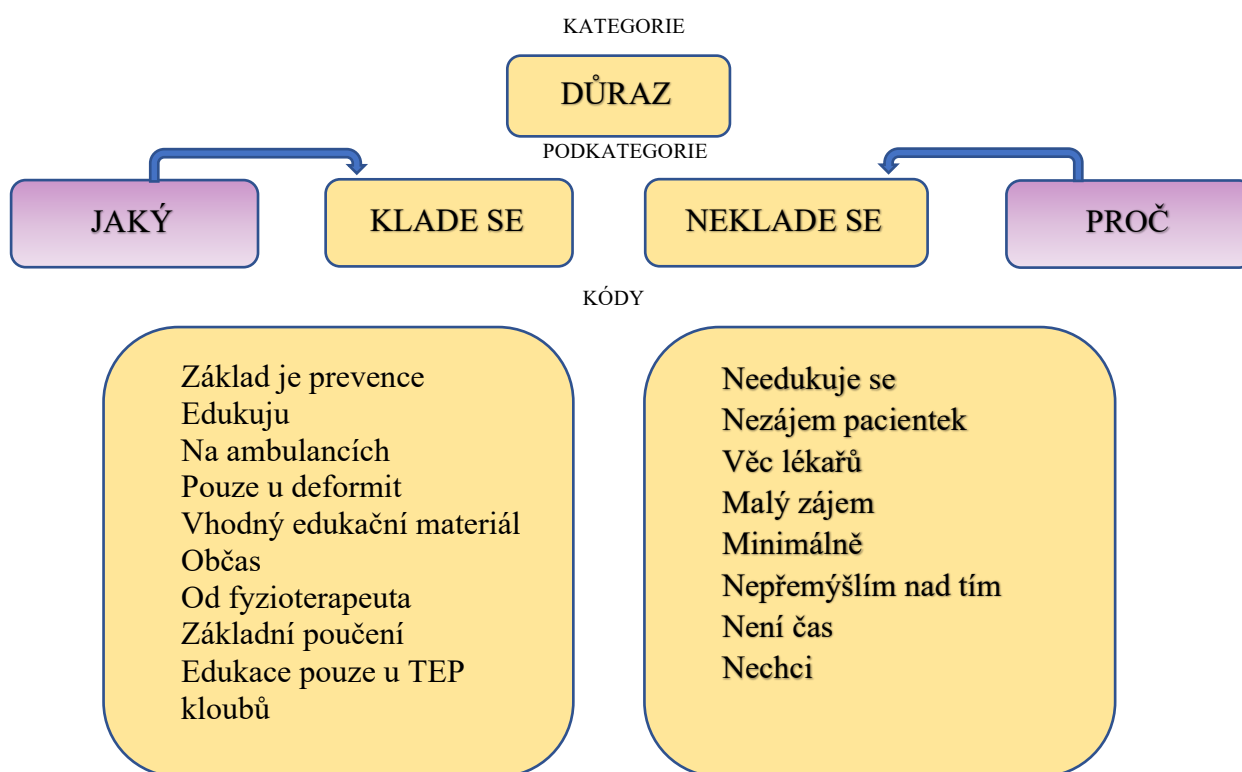 KATEGORIE
DŮRAZ
PODKATEGORIE
JAKÝ
KLADE SE
NEKLADE SE
PROČ
KÓDY
Základ je prevence
Edukuju
Na ambulancích
Pouze u deformit
Vhodný edukační materiál
Občas
Od fyzioterapeuta
Základní poučení
Edukace pouze u TEP
kloubů
Needukuje se
Nezájem pacientek
Věc lékařů
Malý zájem
Minimálně
Nepřemýšlím nad tím
Není čas
Nechci